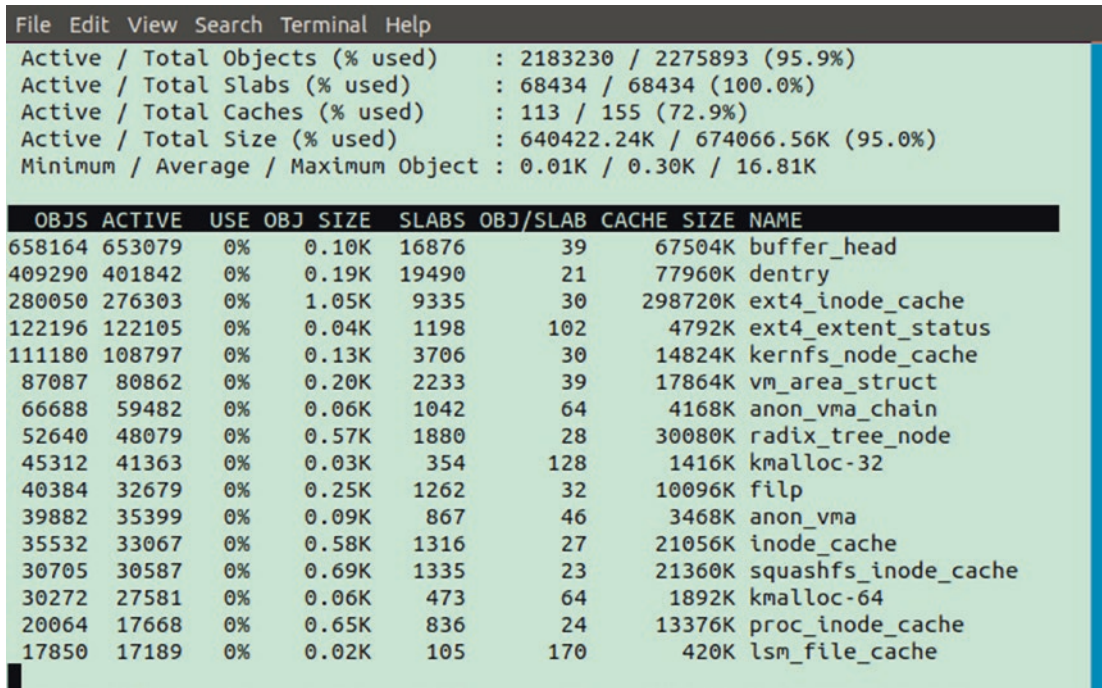 File Edit View Search Terminal Help
Active / Total Objects (% used) : 2183230 / 2275893 (95.9%)
Active / Total Slabs (% used) : 68434 / 68434 (100.0%)
Active / Total Caches (% used) : 113 / 155 (72.9%)
Active / Total Size (% used) : 640422.24K / 674066.56K (95.0%)
Minimum / Average / Maximum Object : 0.01K / 0.30K / 16.81K
OBJS ACTIVE USE OBJ SIZE SLABS OBJ/SLAB CACHE SIZE NAME
658164 653079 0% 0.10K 16876 39 67504K buffer_head
409290 401842 0% 0.19K 19490 21 77960K dentry
280050 276303 0% 1.05K 9335 30 298720K ext4_inode_cache
122196 122105 0% 0.04K 1198 102 4792K ext4_extent_status
111180 108797 0% 0.13K 3706 30 14824K kernfs_node_cache
87087 80862 0% 0.20K 2233 39 17864K vm_area_struct
66688 59482 0% 0.06K 1042 64 4168K anon_vma_chain
52640 48079 0% 0.57K 1880 28 30080K radix_tree_node
45312 41363 0% 0.03K 354 128 1416K kmalloc-32
40384 32679 0% 0.25K 1262 32 10096K filp
39882 35399 0% 0.09K 867 46 3468K anon_vma
35532 33067 0% 0.58K 1316 27 21056K inode_cache
30705 30587 0% 0.69K 1335 23 21360K squashfs_inode_cache
30272 27581 0% 0.06K 473 64 1892K kmalloc-64
20064 17668 0% 0.65K 836 24 13376K proc_inode_cache
17850 17189 0% 0.02K 105 170 420K lsm_file_cache